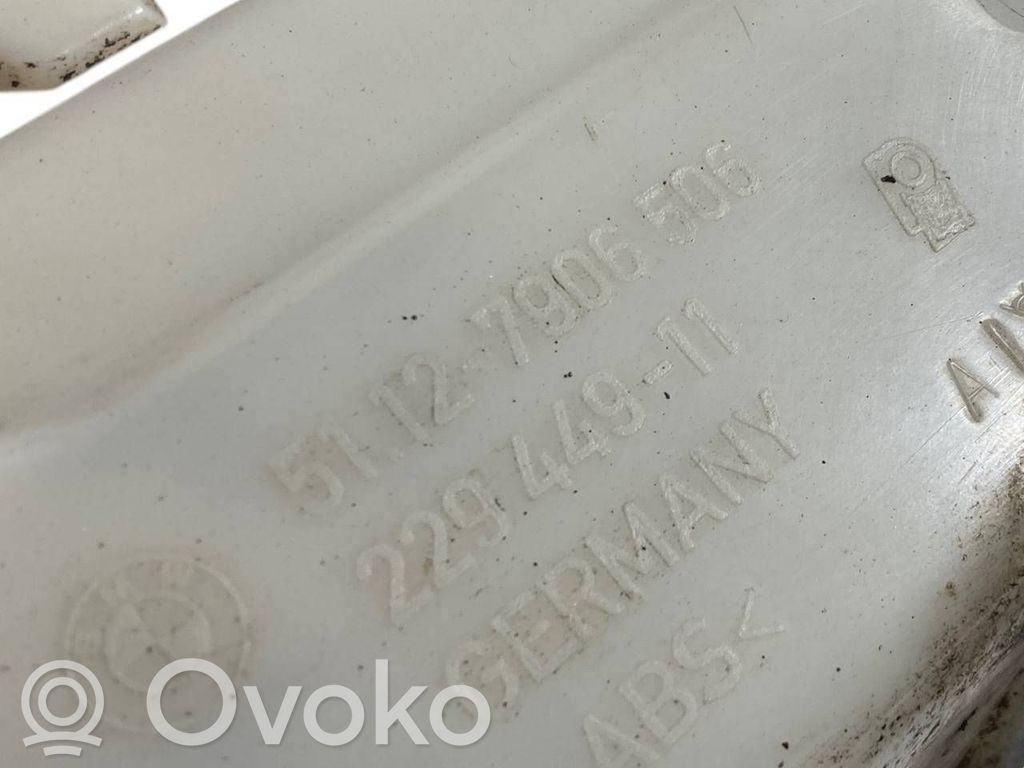 51.12-7906 506
229 449-11
GERMANY
ABS<
Ovoko